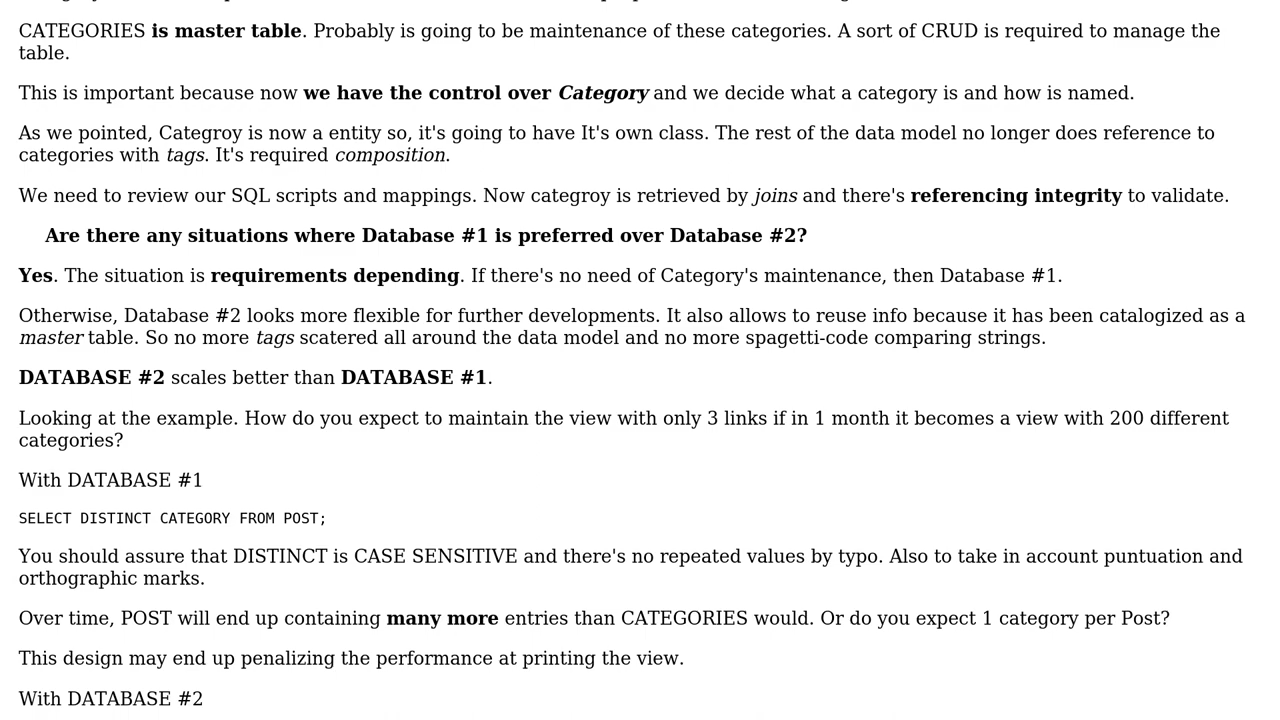 CATEGORIES is master table. Probably is going to be maintenance of these categories. A sort of CRUD is required to manage the
table.
This is important because now we have the control over Category and we decide what a category is and how is named.
As we pointed, Categroy is now a entity so, it's going to have It's own class. The rest of the data model no longer does reference to
categories with tags. It's required composition.
We need to review our SQL scripts and mappings. Now categroy is retrieved by joins and there's referencing integrity to validate.
Are there any situations where Database #1 is preferred over Database #2?
Yes. The situation is requirements depending. If there's no need of Category's maintenance, then Database #1.
Otherwise, Database #2 looks more flexible for further developments. It also allows to reuse info because it has been catalogized as a
master table. So no more tags scatered all around the data model and no more spagetti-code comparing strings.
DATABASE #2 scales better than DATABASE #1.
Looking at the example. How do you expect to maintain the view with only 3 links if in 1 month it becomes a view with 200 different
categories?
With DATABASE #1
SELECT DISTINCT CATEGORY FROM POST;
You should assure that DISTINCT is CASE SENSITIVE and there's no repeated values by typo. Also to take in account puntuation and
orthographic marks.
Over time, POST will end up containing many more entries than CATEGORIES would. Or do you expect 1 category per Post?
This design may end up penalizing the performance at printing the view.
With DATABASE #2